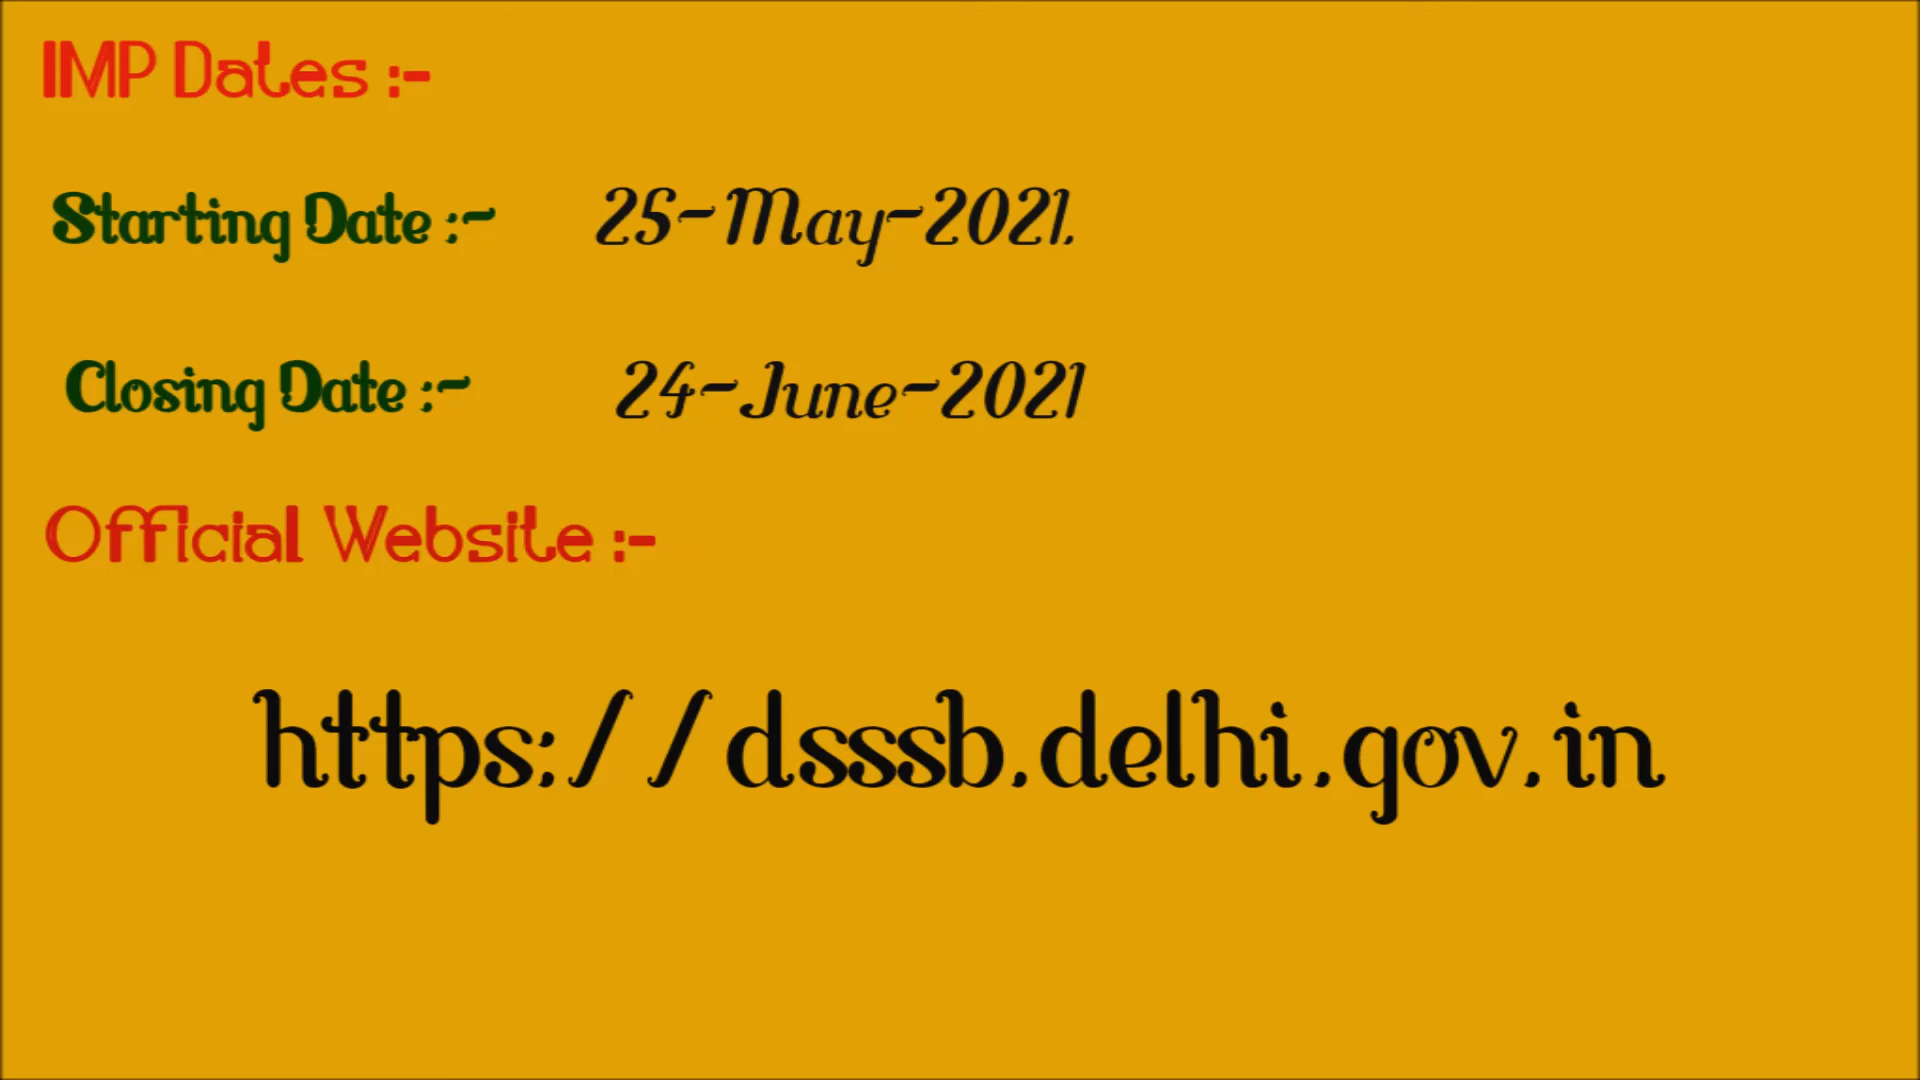 IMP Dates :-
Starting Date :- 25-May-2021.
Closing Date :- 24-June-2021
Official Website :-
https://dsssb.delhi.gov.in